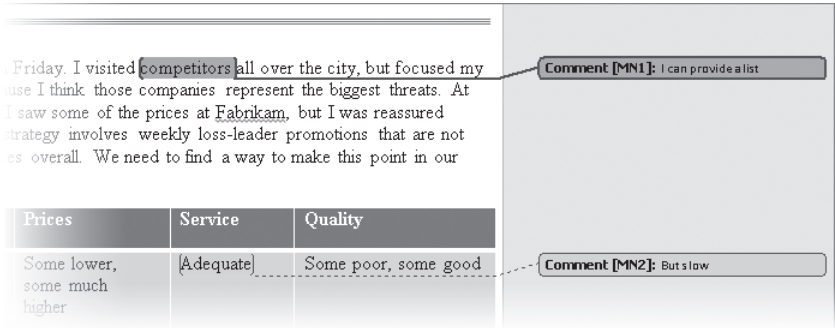 Friday. I visited competitors all over the city, but focused my
Comment [MN1]: I can provide a list
use I think those companies represent the biggest threats. At
I saw some of the prices at Fabrikam, but I was reassured
strategy involves weekly loss-leader promotions that are not
es overall. We need to find a way to make this point in our
Prices Service Quality
Some lower, Adequate Some poor, some good
Comment [MN2]: But slow
some much
higher